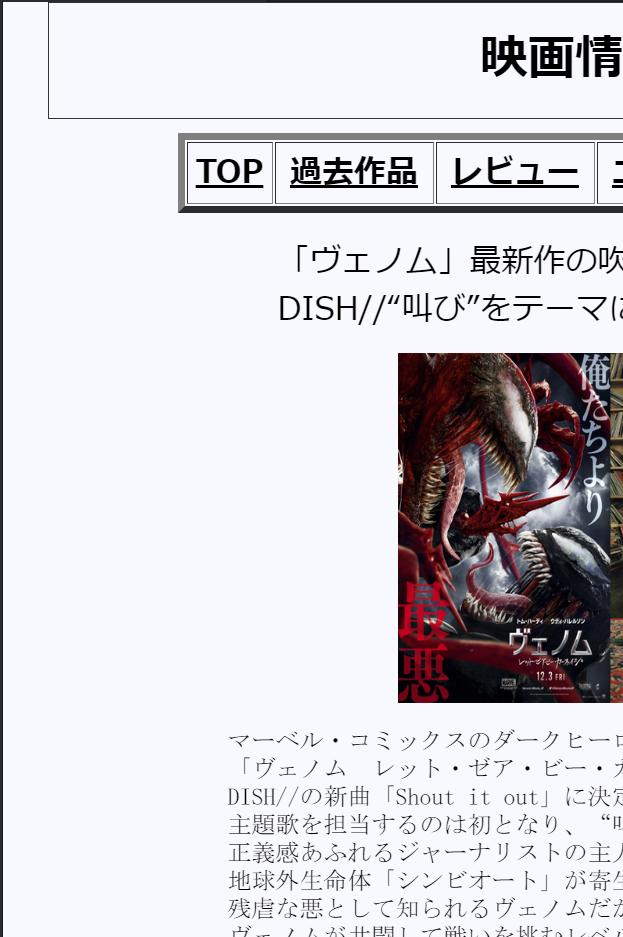 映画情
TOP 過去作品 レビュー
「ヴェノム」最新作の吹
DISH//“叫び”をテーマに
俺たちより
最悪
トム・ハーディ ウディ・ハレルソン
ヴェノム
レット・ゼア・ビー・カーネイジ
12.3 FRI
マーベル・コミックスのダークヒーロ
「ヴェノム レット・ゼア・ビー・カ
DISH//の新曲「Shout it out」に決定
主題歌を担当するのは初となり、“叫
正義感あふれるジャーナリストの主人
地球外生命体「シンビオート」が寄生
残虐な悪として知られるヴェノムだが
ヴェノムが共闘して戦いを挑むレベル